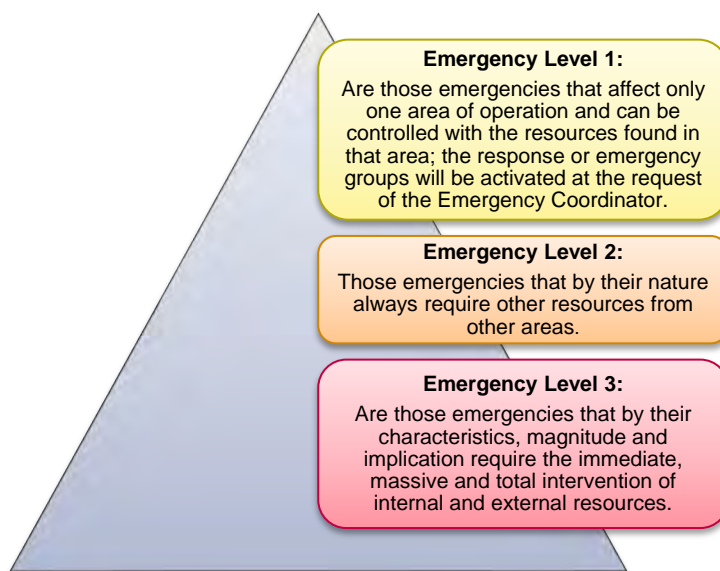 Emergency Level 1:
Are those emergencies that affect only
one area of operation and can be
controlled with the resources found in
that area; the response or emergency
groups will be activated at the request
of the Emergency Coordinator.
Emergency Level 2:
Those emergencies that by their nature
always require other resources from
other areas.
Emergency Level 3:
Are those emergencies that by their
characteristics, magnitude and
implication require the immediate,
massive and total intervention of
internal and external resources.